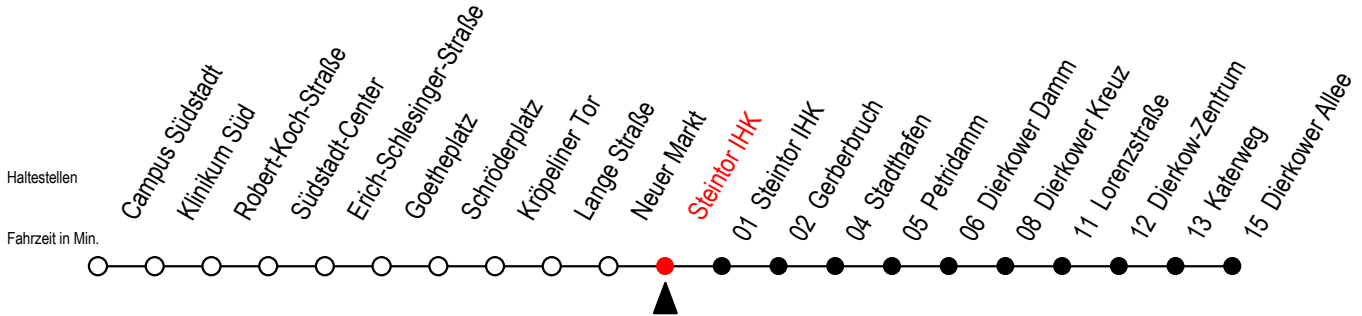 Haltestellen
Fahrzeit in Min.
Campus Südstadt
Klinikum Süd
Robert-Koch-Straße
Südstadt-Center
Erich-Schlesinger-Straße
Goetheplatz
Schröderplatz
Kröpeliner Tor
Lange Straße
Neuer Markt
Steintor IHK
01 Steintor IHK
02 Gerberbruch
04 Stadthafen
05 Petridamm
06 Dierkower Damm
08 Dierkower Kreuz
11 Lorenzstraße
12 Dierkow-Zentrum
13 Katenweg
15 Dierkower Allee